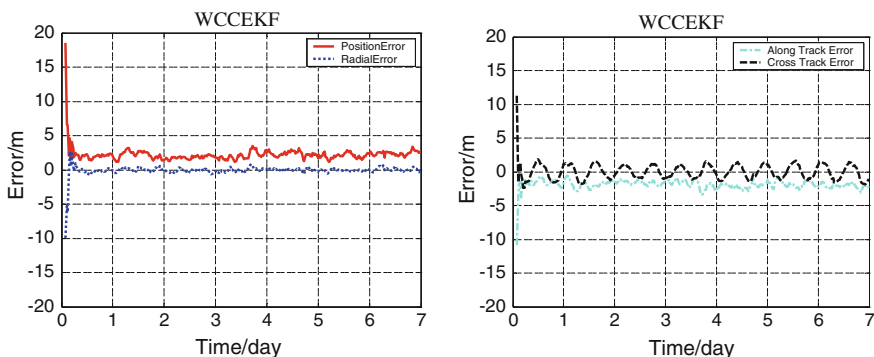 WCCEKF
PositionError
RadialError
20
15
10
5
0
-5
-10
-15
-20
Error/m
0 1 2 3 4 5 6 7
Time/day
WCCEKF
Along Track Error
Cross Track Error
20
15
10
5
0
-5
-10
-15
-20
Error/m
0 1 2 3 4 5 6 7
Time/day